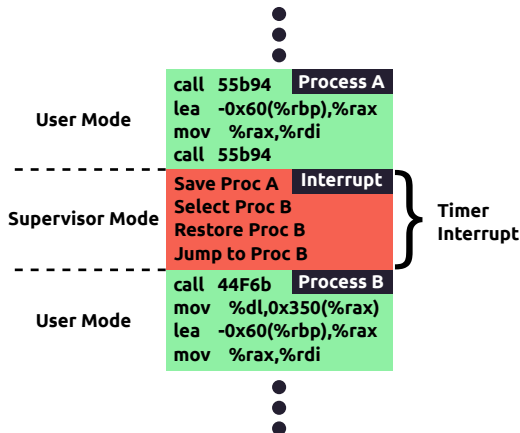 Process A
call 55b94
lea -0x60(%rbp),%rax
mov %rax,%rdi
call 55b94
User Mode
Interrupt
Save Proc A
Select Proc B
Restore Proc B
Jump to Proc B
Supervisor Mode
Timer
Interrupt
Process B
call 44F6b
mov %dl,0x350(%rax)
lea -0x60(%rbp),%rax
mov %rax,%rdi
User Mode